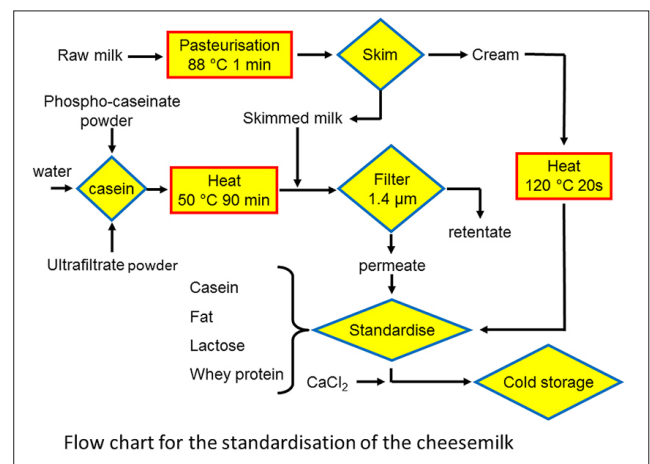 Raw milk
Pasteurisation
88 °C 1 min
Skim
Cream
Phospho-caseinate
powder
Skimmed milk
water
casein
Heat
50 °C 90 min
Filter
1.4 µm
Heat
120 °C 20s
retentate
Ultrafiltrate powder
permeate
Casein
Fat
Lactose
Whey protein
Standardise
CaCl₂
Cold storage
Flow chart for the standardisation of the cheesemilk